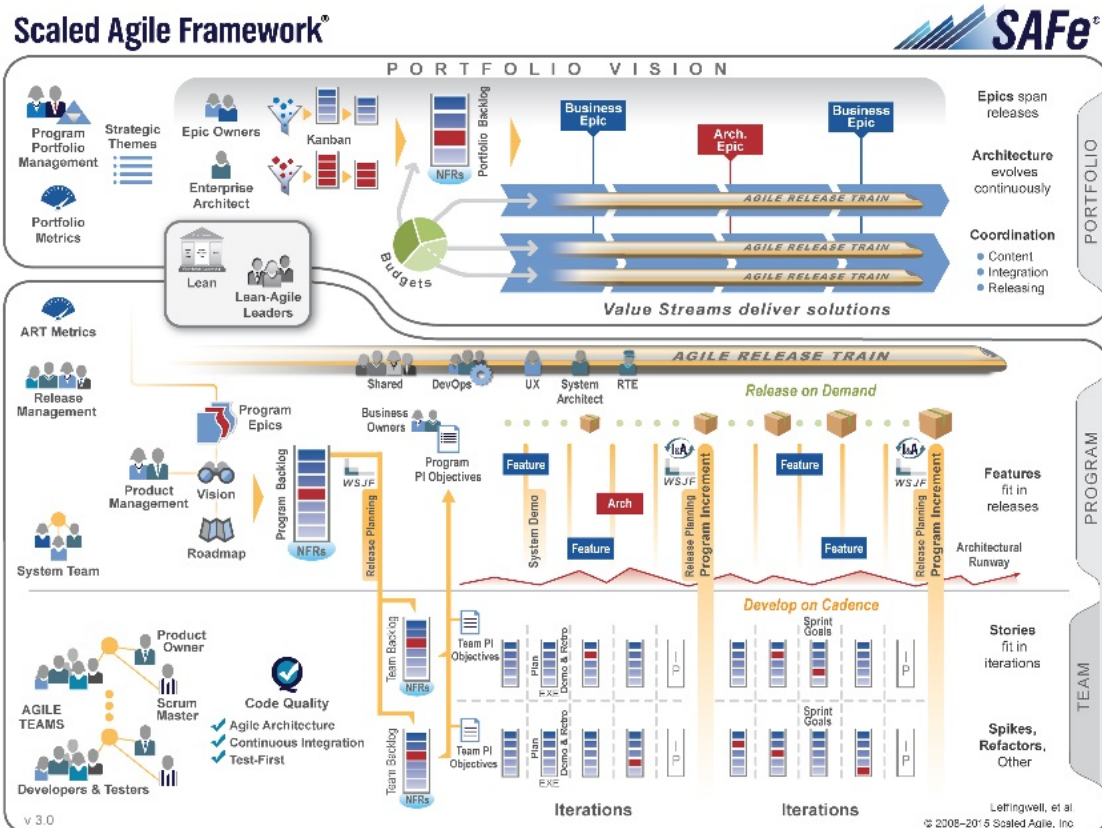 Scaled Agile Framework®
SAFe®
PORTFOLIO VISION
Program
Portfolio
Management
Strategic
Themes
Portfolio
Metrics
Epic Owners
Enterprise
Architect
Kanban
Portfolio Backlog
NFRs
Business
Epic
Arch.
Epic
Business
Epic
AGILE RELEASE TRAIN
AGILE RELEASE TRAIN
AGILE RELEASE TRAIN
Value Streams deliver solutions
Budgets
Epics span
releases
Architecture
evolves
continuously
Coordination
Content
Integration
Releasing
PORTFOLIO
Lean
Lean-Agile
Leaders
ART Metrics
Release
Management
Product
Management
System Team
Program
Epics
Vision
Roadmap
Program Backlog
NFRs
WSJF
Release Planning
AGILE RELEASE TRAIN
Shared
DevOps
UX
System
Architect
RTE
Release on Demand
Business
Owners
Program
PI Objectives
Feature
System Demo
Feature
Arch
I&A
WSJF
Release Planning
Program Increment
Feature
Feature
I&A
WSJF
Release Planning
Program Increment
Architectural
Runway
Features
fit in
releases
PROGRAM
Develop on Cadence
Product
Owner
Scrum
Master
AGILE
TEAMS
Developers & Testers
Code Quality
Agile Architecture
Continuous Integration
Test-First
Team Backlog
NFRs
Team PI
Objectives
Plan
EXE
Demo & Retro
I P
Sprint
Goals
I P
Stories
fit in
iterations
Team Backlog
NFRs
Team PI
Objectives
Plan
EXE
Demo & Retro
I P
Sprint
Goals
I P
Spikes,
Refactors,
Other
TEAM
Iterations
Iterations
v 3.0
Leffingwell, et al.
© 2008–2015 Scaled Agile, Inc.